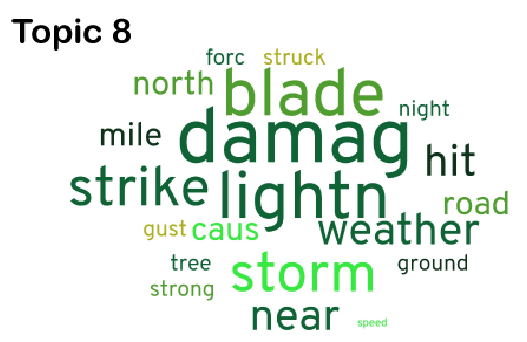 Topic 8
forc struck
north blade night
mile damag hit
strike lightn road
gust caus weather
tree storm ground
strong
near speed